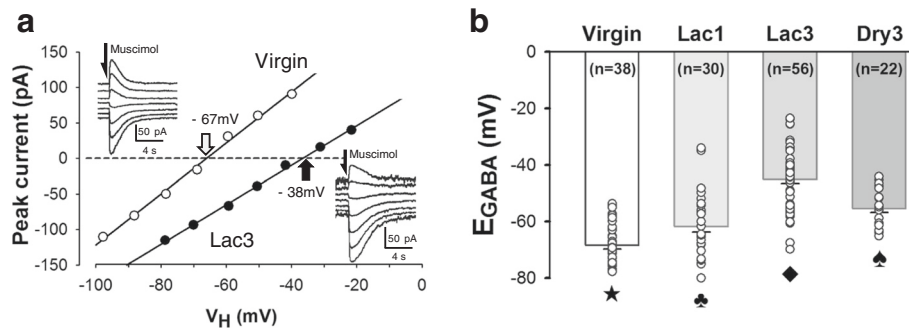 a
Peak current (pA)
150
100
50
0
-50
-100
-150
-100 -80 -60 -40 -20 0
V_H (mV)
Muscimol
50 pA
4 s
Virgin
- 67mV
- 38mV
Lac3
Muscimol
50 pA
4 s
b
E_GABA (mV)
0
-20
-40
-60
-80
Virgin Lac1 Lac3 Dry3
(n=38) (n=30) (n=56) (n=22)
★ ♣ ◆ ♠